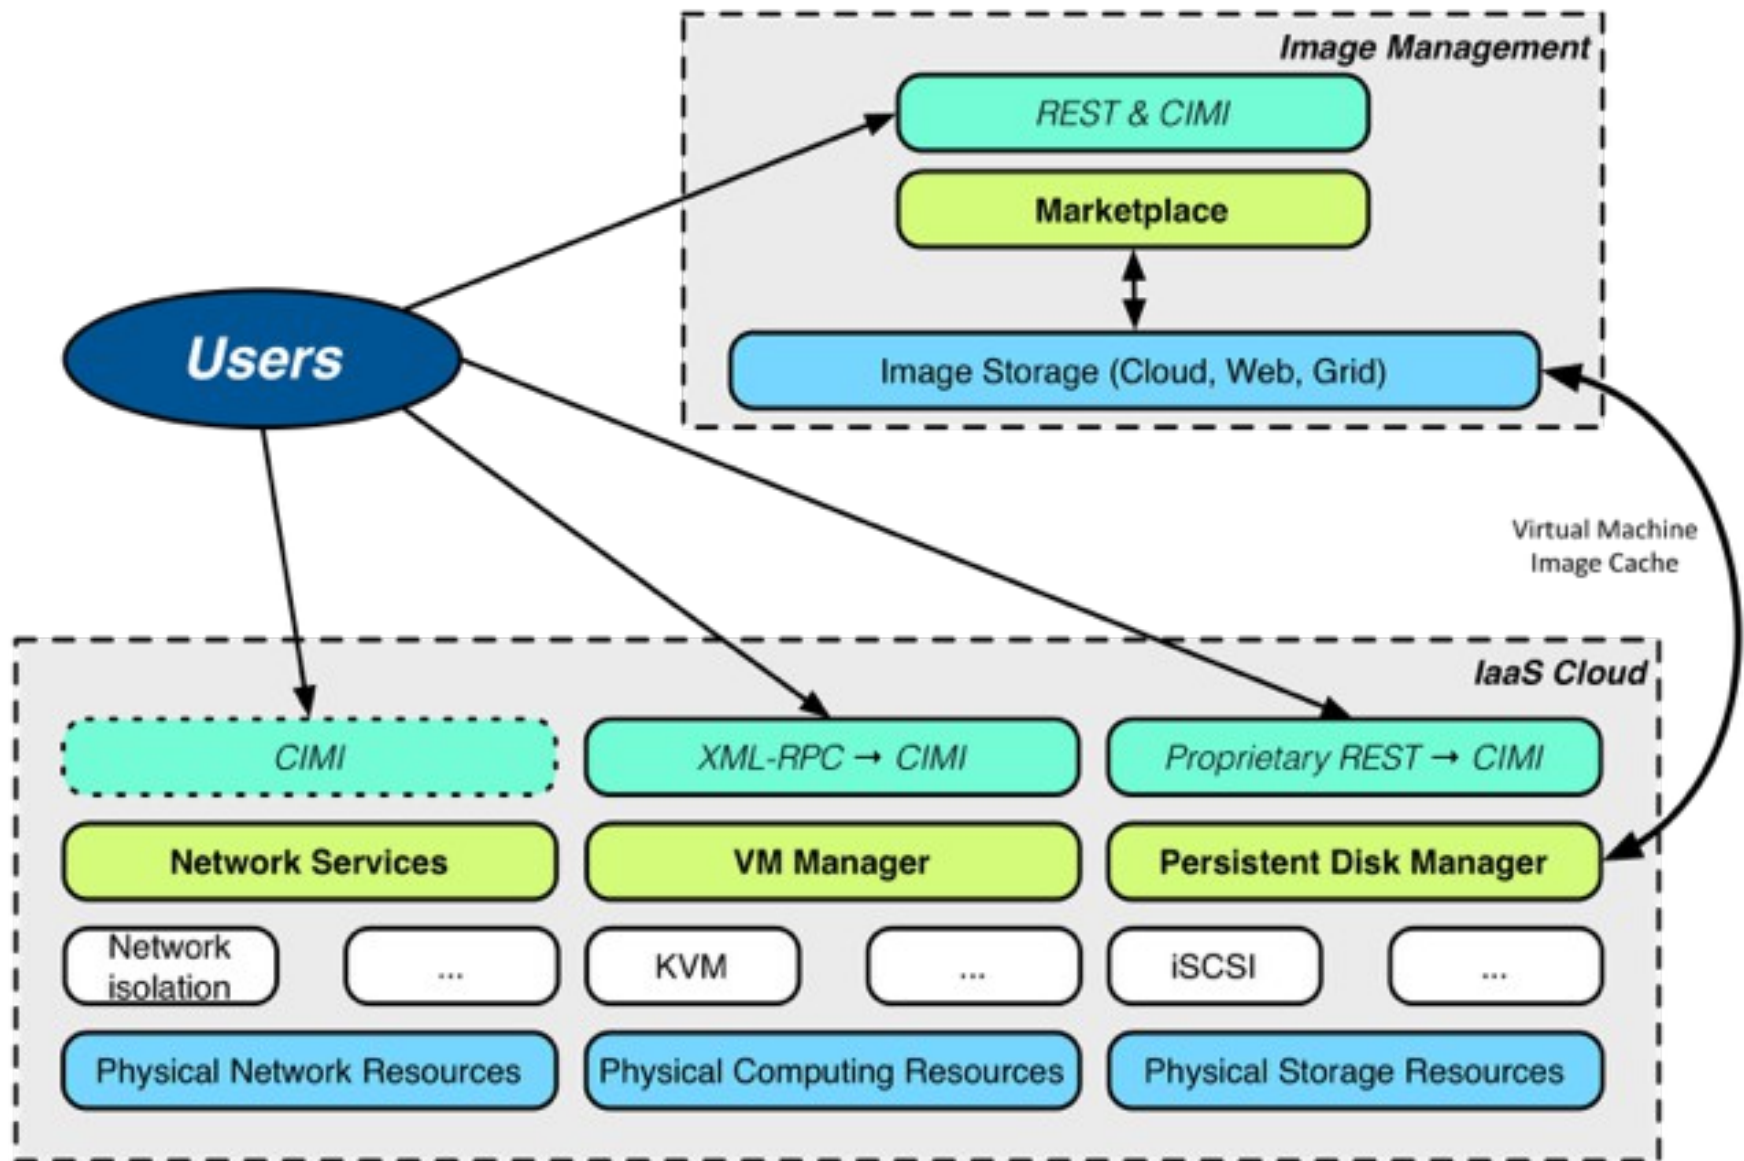 Image Management
REST & CIMI
Marketplace
Users
Image Storage (Cloud, Web, Grid)
Virtual Machine
Image Cache
IaaS Cloud
CIMI
XML-RPC → CIMI
Proprietary REST → CIMI
Network Services
VM Manager
Persistent Disk Manager
Network
isolation
...
KVM
...
iSCSI
...
Physical Network Resources
Physical Computing Resources
Physical Storage Resources